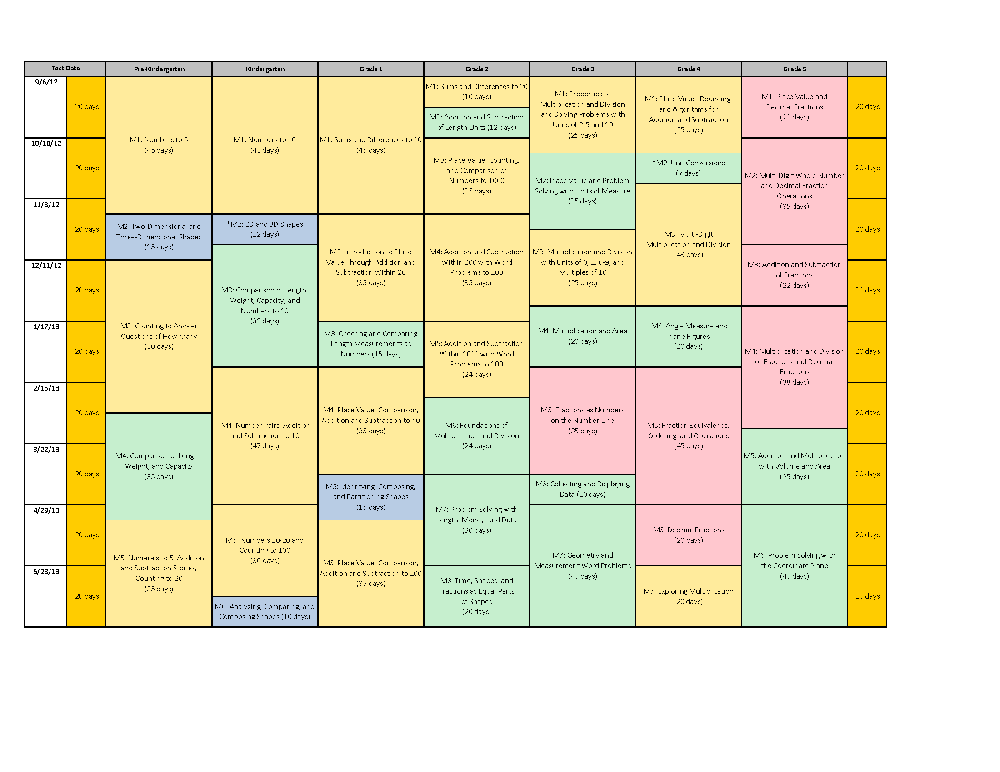 Test Date
Pre-Kindergarten
Kindergarten
Grade 1
Grade 2
Grade 3
Grade 4
Grade 5
9/6/12
20 days
10/10/12
20 days
11/8/12
20 days
12/11/12
20 days
1/17/13
20 days
2/15/13
20 days
3/22/13
20 days
4/29/13
20 days
5/28/13
20 days
M1: Numbers to 5
(45 days)
M2: Two-Dimensional and
Three-Dimensional Shapes
(15 days)
M3: Counting to Answer
Questions of How Many
(50 days)
M4: Comparison of Length,
Weight, and Capacity
(35 days)
M5: Numerals to 5, Addition
and Subtraction Stories,
Counting to 20
(35 days)
M1: Numbers to 10
(43 days)
*M2: 2D and 3D Shapes
(12 days)
M3: Comparison of Length,
Weight, Capacity, and
Numbers to 10
(38 days)
M4: Number Pairs, Addition
and Subtraction to 10
(47 days)
M5: Numbers 10-20 and
Counting to 100
(30 days)
M6: Analyzing, Comparing, and
Composing Shapes (10 days)
M1: Sums and Differences to 10
(45 days)
M2: Introduction to Place
Value Through Addition and
Subtraction Within 20
(35 days)
M3: Ordering and Comparing
Length Measurements as
Numbers (15 days)
M4: Place Value, Comparison,
Addition and Subtraction to 40
(35 days)
M5: Identifying, Composing,
and Partitioning Shapes
(15 days)
M6: Place Value, Comparison,
Addition and Subtraction to 100
(35 days)
M1: Sums and Differences to 20
(10 days)
M2: Addition and Subtraction
of Length Units (12 days)
M3: Place Value, Counting,
and Comparison of
Numbers to 1000
(25 days)
M4: Addition and Subtraction
Within 200 with Word
Problems to 100
(35 days)
M5: Addition and Subtraction
Within 1000 with Word
Problems to 100
(24 days)
M6: Foundations of
Multiplication and Division
(24 days)
M7: Problem Solving with
Length, Money, and Data
(30 days)
M8: Time, Shapes, and
Fractions as Equal Parts
of Shapes
(20 days)
M1: Properties of
Multiplication and Division
and Solving Problems with
Units of 2-5 and 10
(25 days)
M2: Place Value and Problem
Solving with Units of Measure
(25 days)
M3: Multiplication and Division
with Units of 0, 1, 6-9, and
Multiples of 10
(25 days)
M4: Multiplication and Area
(20 days)
M5: Fractions as Numbers
on the Number Line
(35 days)
M6: Collecting and Displaying
Data (10 days)
M7: Geometry and
Measurement Word Problems
(40 days)
M1: Place Value, Rounding,
and Algorithms for
Addition and Subtraction
(25 days)
*M2: Unit Conversions
(7 days)
M3: Multi-Digit
Multiplication and Division
(43 days)
M4: Angle Measure and
Plane Figures
(20 days)
M5: Fraction Equivalence,
Ordering, and Operations
(45 days)
M6: Decimal Fractions
(20 days)
M7: Exploring Multiplication
(20 days)
M1: Place Value and
Decimal Fractions
(20 days)
M2: Multi-Digit Whole Number
and Decimal Fraction
Operations
(35 days)
M3: Addition and Subtraction
of Fractions
(22 days)
M4: Multiplication and Division
of Fractions and Decimal
Fractions
(38 days)
M5: Addition and Multiplication
with Volume and Area
(25 days)
M6: Problem Solving with
the Coordinate Plane
(40 days)
20 days
20 days
20 days
20 days
20 days
20 days
20 days
20 days
20 days